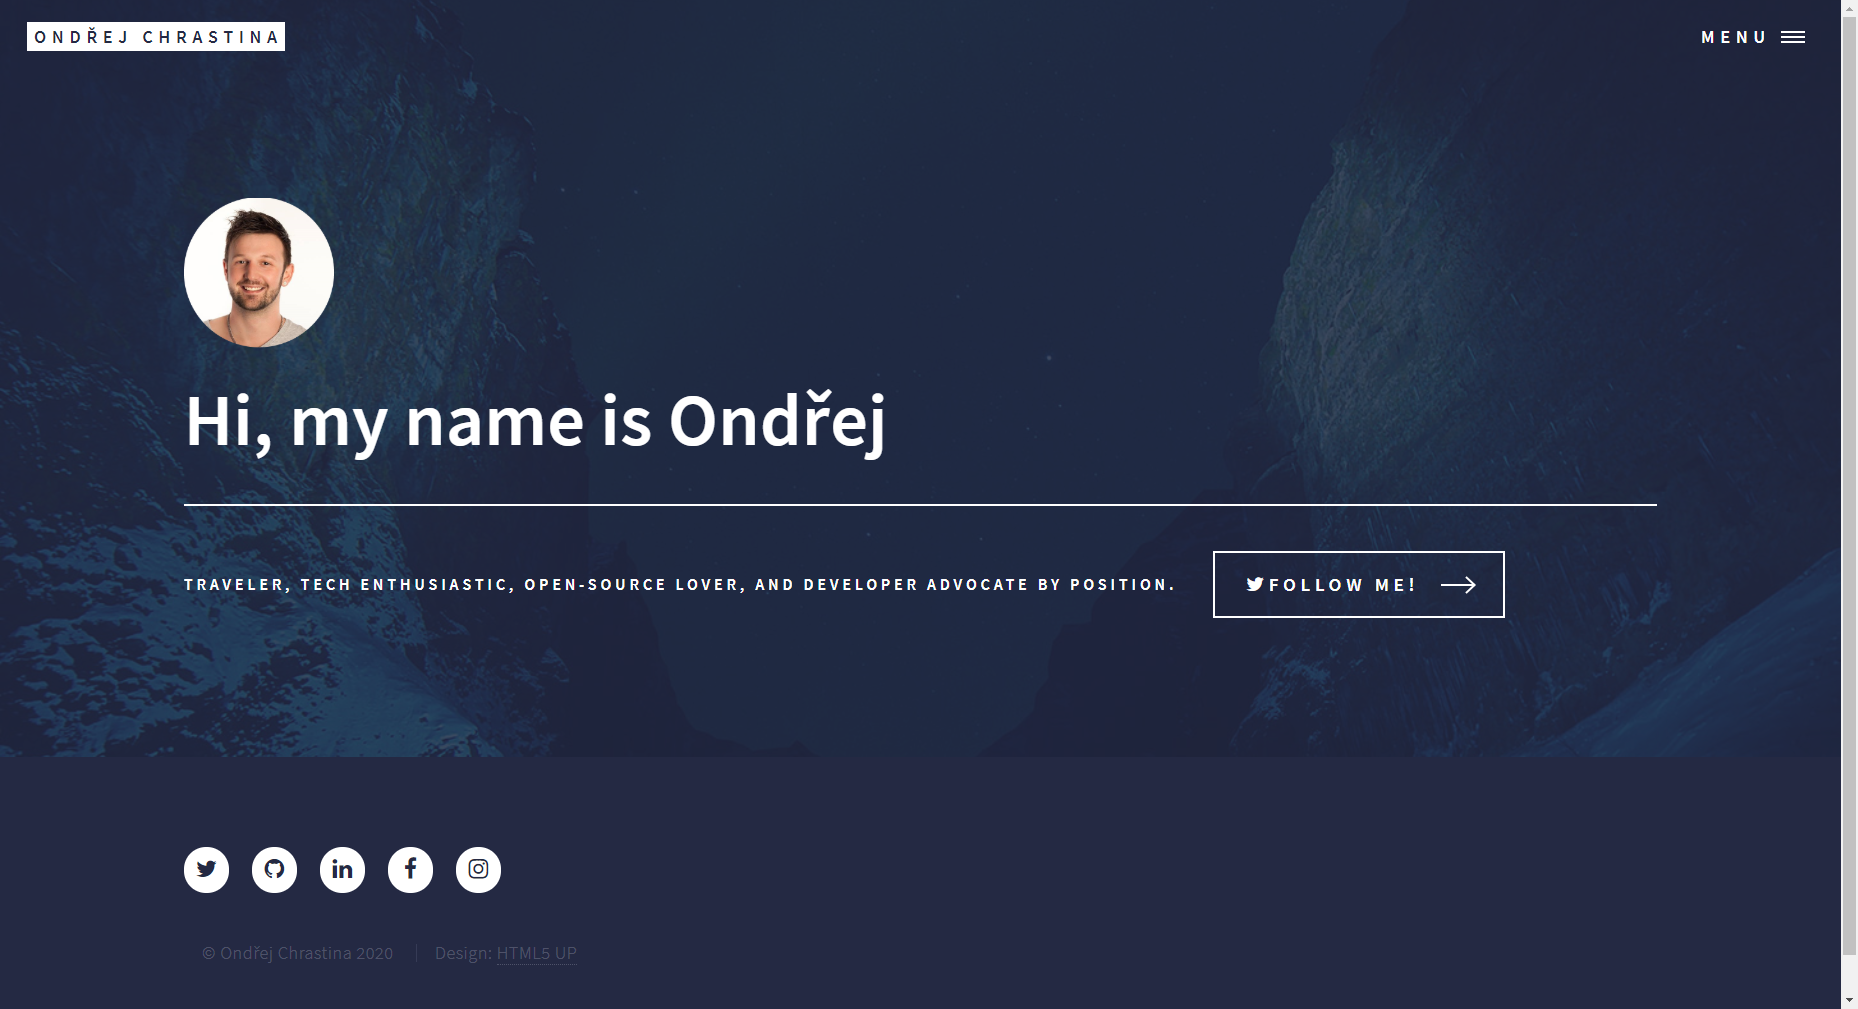 ONDŘEJ CHRASTINA
MENU
Hi, my name is Ondřej
TRAVELER, TECH ENTHUSIASTIC, OPEN-SOURCE LOVER, AND DEVELOPER ADVOCATE BY POSITION.
FOLLOW ME!
© Ondřej Chrastina 2020
Design: HTML5 UP